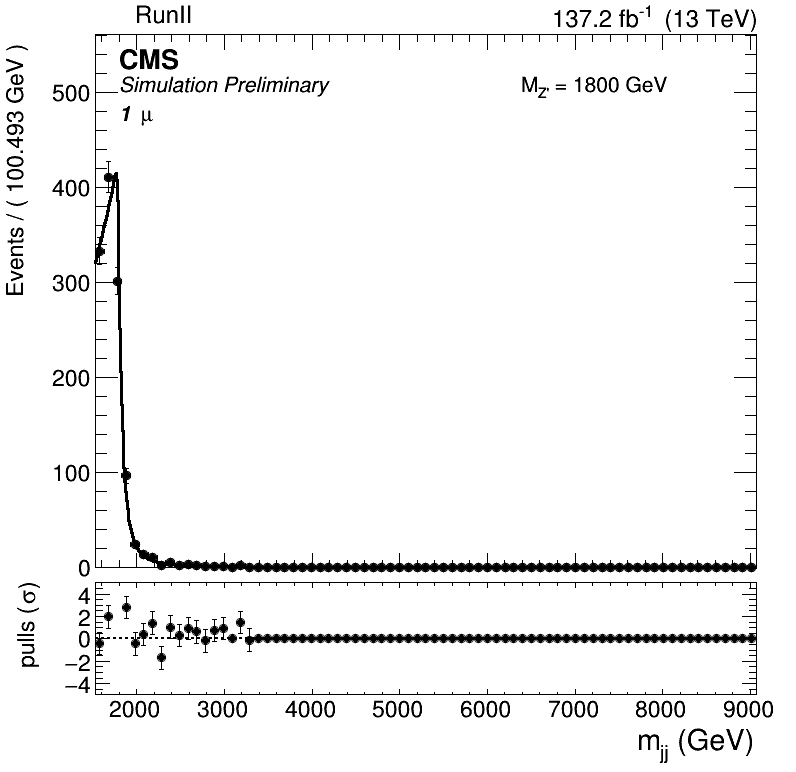 RunII
137.2 fb⁻¹ (13 TeV)
CMS
Simulation Preliminary
M_Z' = 1800 GeV
1 μ
Events / ( 100.493 GeV )
500
400
300
200
100
0
pulls (σ)
4
2
0
−2
−4
2000 3000 4000 5000 6000 7000 8000 9000
m_jj (GeV)